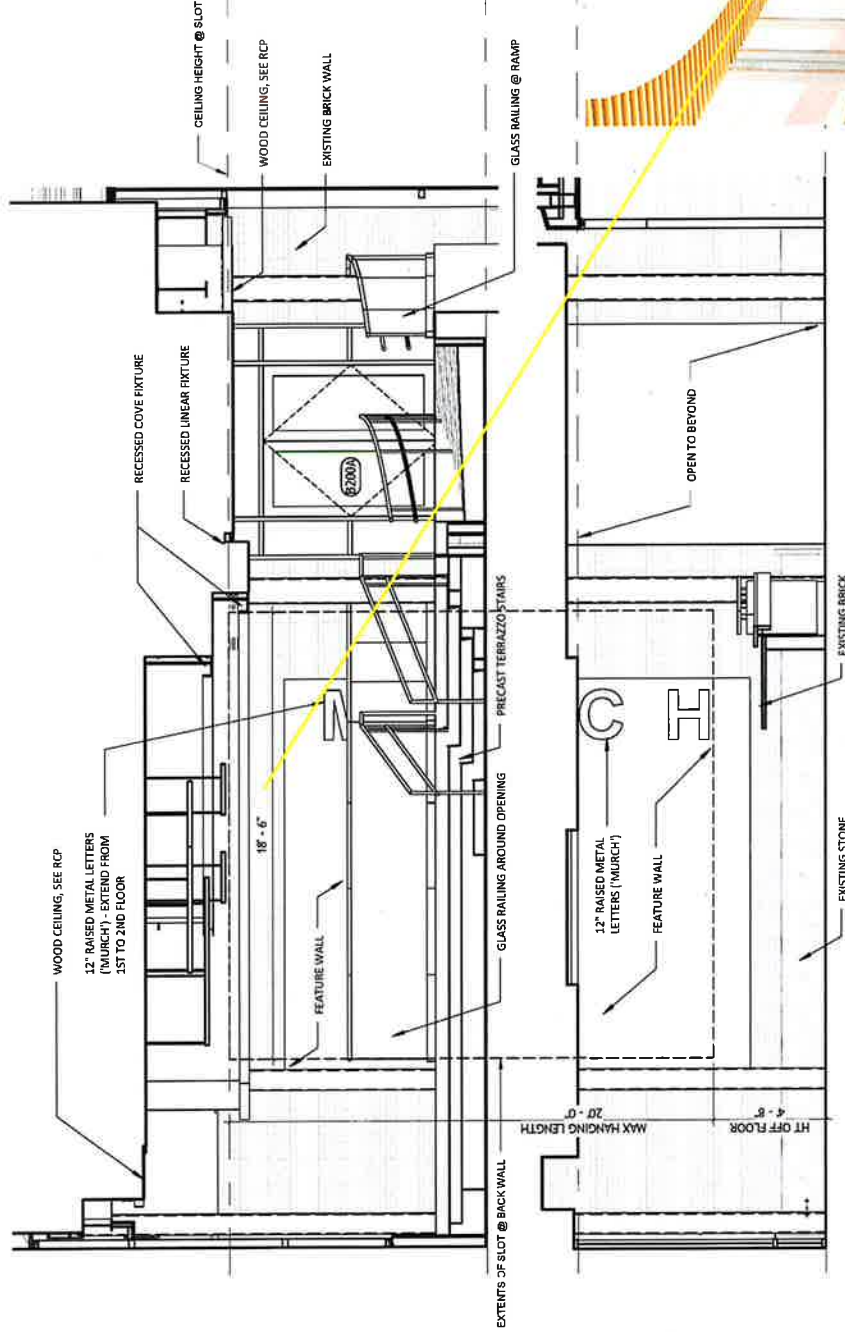 CEILING HEIGHT @ SLOT
WOOD CEILING, SEE RCP
EXISTING BRICK WALL
GLASS RAILING @ RAMP
RECESSED COVE FIXTURE
RECESSED LINEAR FIXTURE
WOOD CEILING, SEE RCP
12" RAISED METAL LETTERS
('MURCH') - EXTEND FROM
1ST TO 2ND FLOOR
B200A
18' - 6"
FEATURE WALL
GLASS RAILING AROUND OPENING
PRECAST TERRAZZO STAIRS
OPEN TO BEYOND
EXTENTS OF SLOT @ BACK WALL
C
H
12" RAISED METAL
LETTERS ('MURCH')
FEATURE WALL
MAX HANGING LENGTH
20' - 0"
HT OFF FLOOR
4' - 8"
EXISTING STONE
EXISTING BRICK